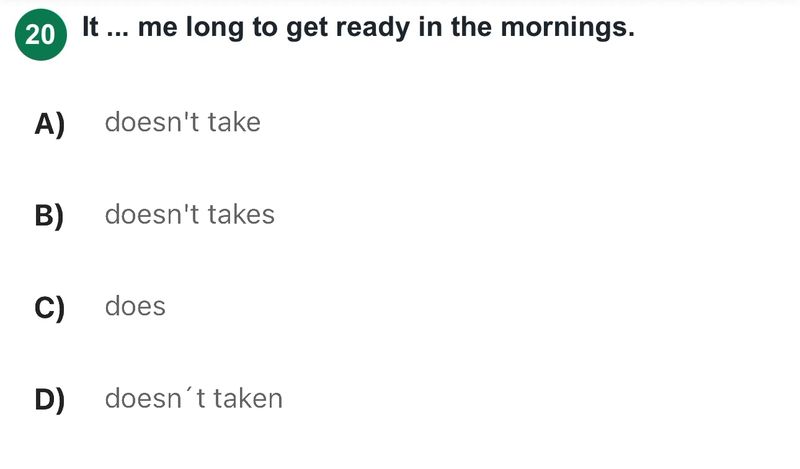 20 It ... me long to get ready in the mornings.
A) doesn't take
B) doesn't takes
C) does
D) doesn´t taken